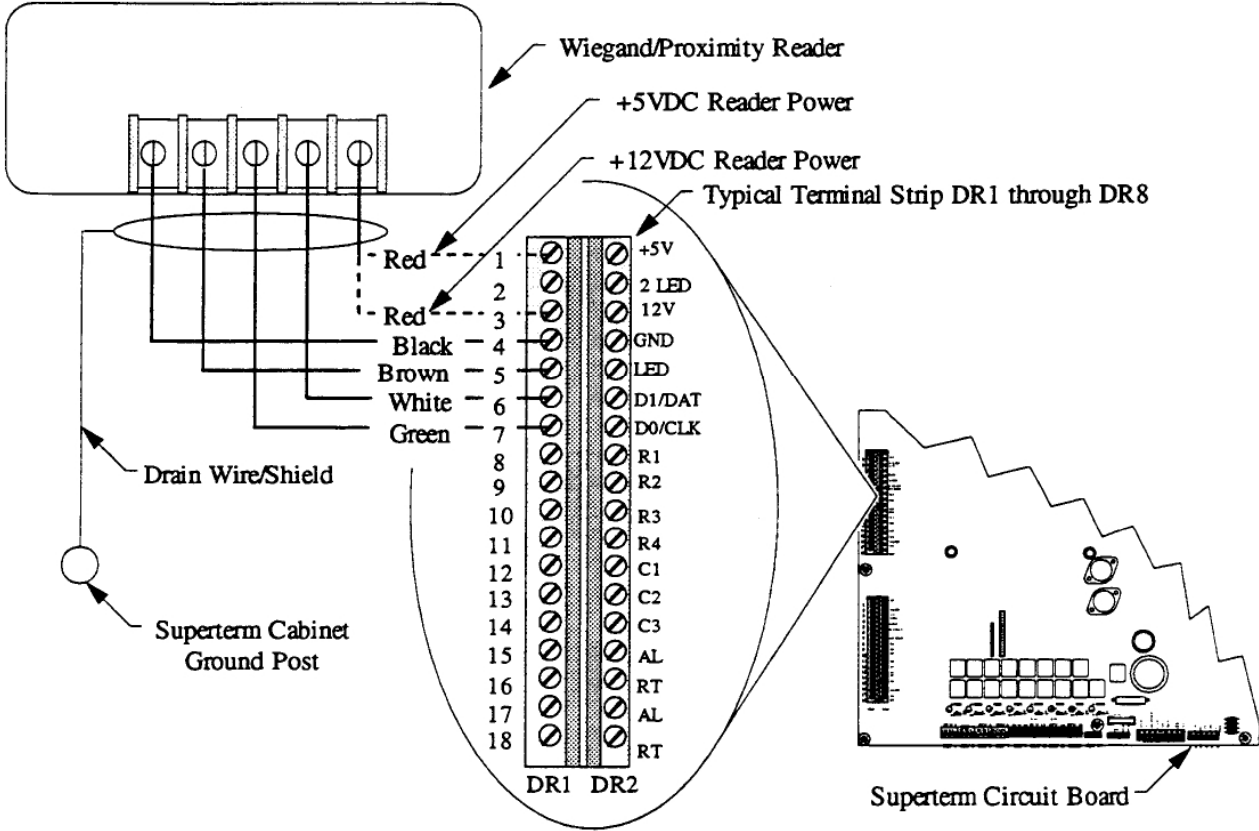 Wiegand/Proximity Reader
+5VDC Reader Power
+12VDC Reader Power
Typical Terminal Strip DR1 through DR8
Red 1 +5V
2 2 LED
Red 3 12V
Black 4 GND
Brown 5 LED
White 6 D1/DAT
Green 7 D0/CLK
8 R1
9 R2
10 R3
11 R4
12 C1
13 C2
14 C3
15 AL
16 RT
17 AL
18 RT
DR1 DR2
Drain Wire/Shield
Superterm Cabinet
Ground Post
Superterm Circuit Board